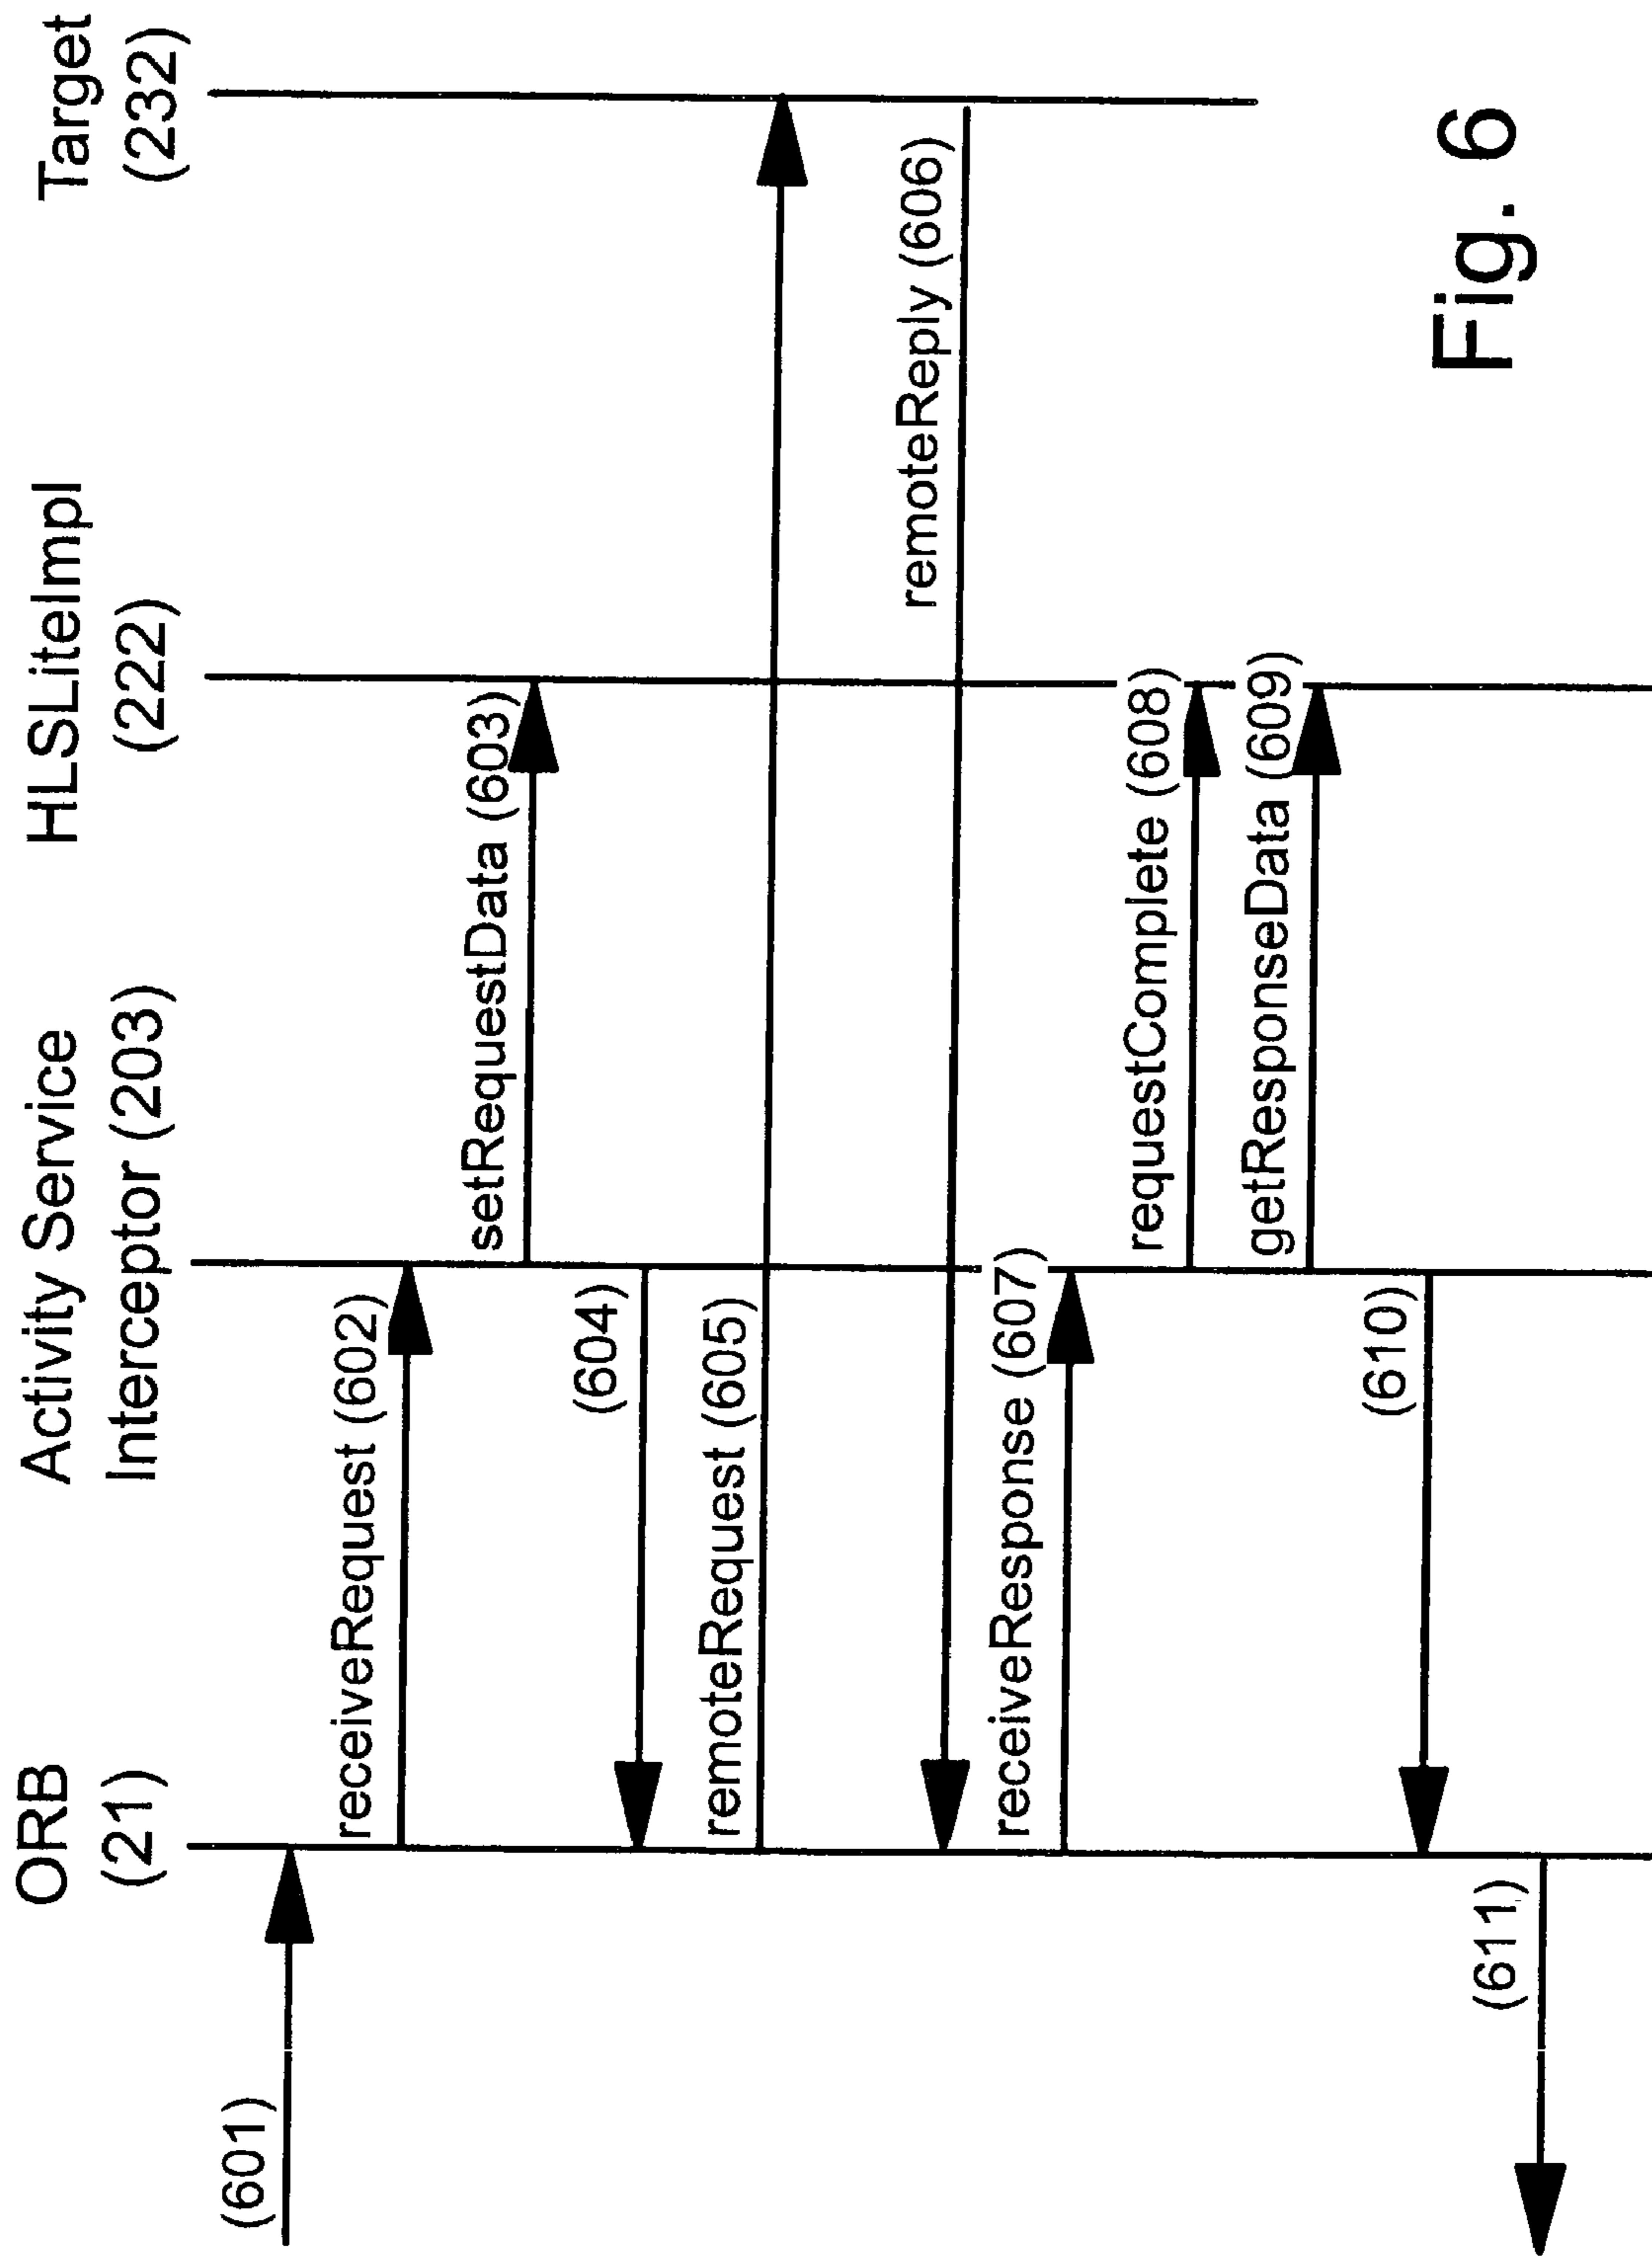 ORB
(21)
Activity Service
Interceptor (203)
HLSLiteImpl
(222)
Target
(232)
(601)
receiveRequest (602)
setRequestData (603)
(604)
remoteRequest (605)
remoteReply (606)
receiveResponse (607)
requestComplete (608)
getResponseData (609)
(610)
(611)
Fig. 6